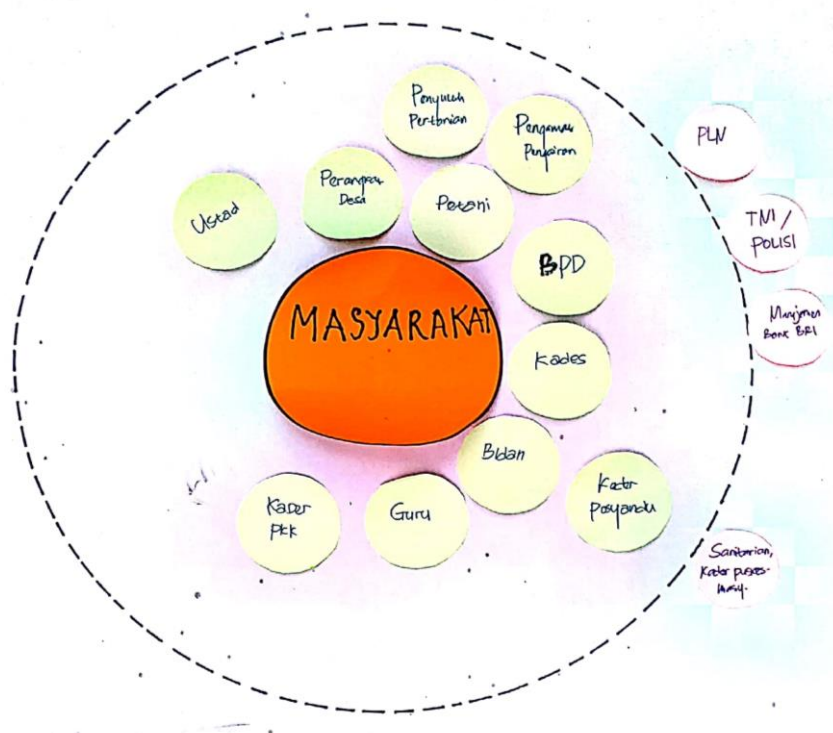 Penyuluh
Pertanian
Pengamat
Pengairan
PLN
Ustad
Perangkat
Desa
Petani
TNI /
POLISI
BPD
MASYARAKAT
Manajemen
Bank BRI
Kades
Bidan
Kader
Posyandu
Kader
PKK
Guru
Sanitarian,
Kader puskes-